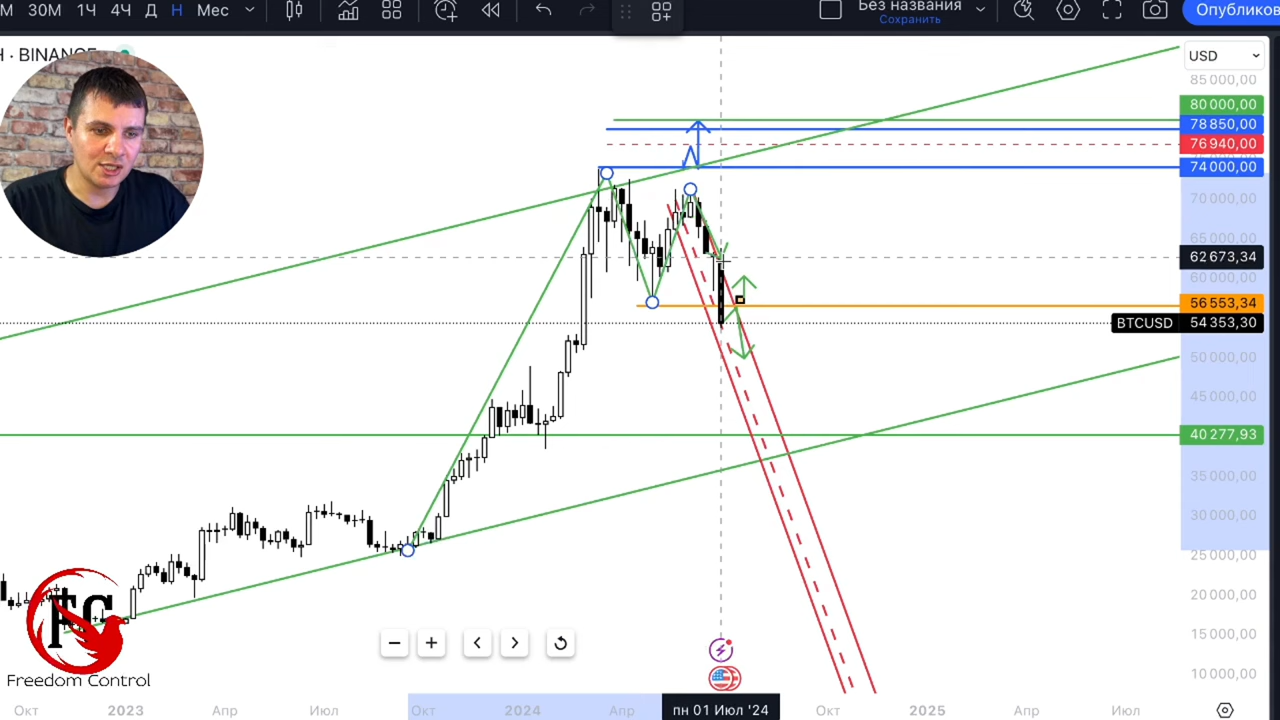 М 30М 1Ч 4Ч Д Н Мес
Без названия
Сохранить
Опубликов
Н · BINANCE
USD
85 000,00
80 000,00
78 850,00
76 940,00
74 000,00
70 000,00
65 000,00
62 673,34
60 000,00
56 553,34
BTCUSD 54 353,30
50 000,00
45 000,00
40 277,93
35 000,00
30 000,00
25 000,00
20 000,00
15 000,00
10 000,00
FC
Freedom Control
Окт 2023 Апр Июл Окт 2024 Апр пн 01 Июл '24 Окт 2025 Апр Июл